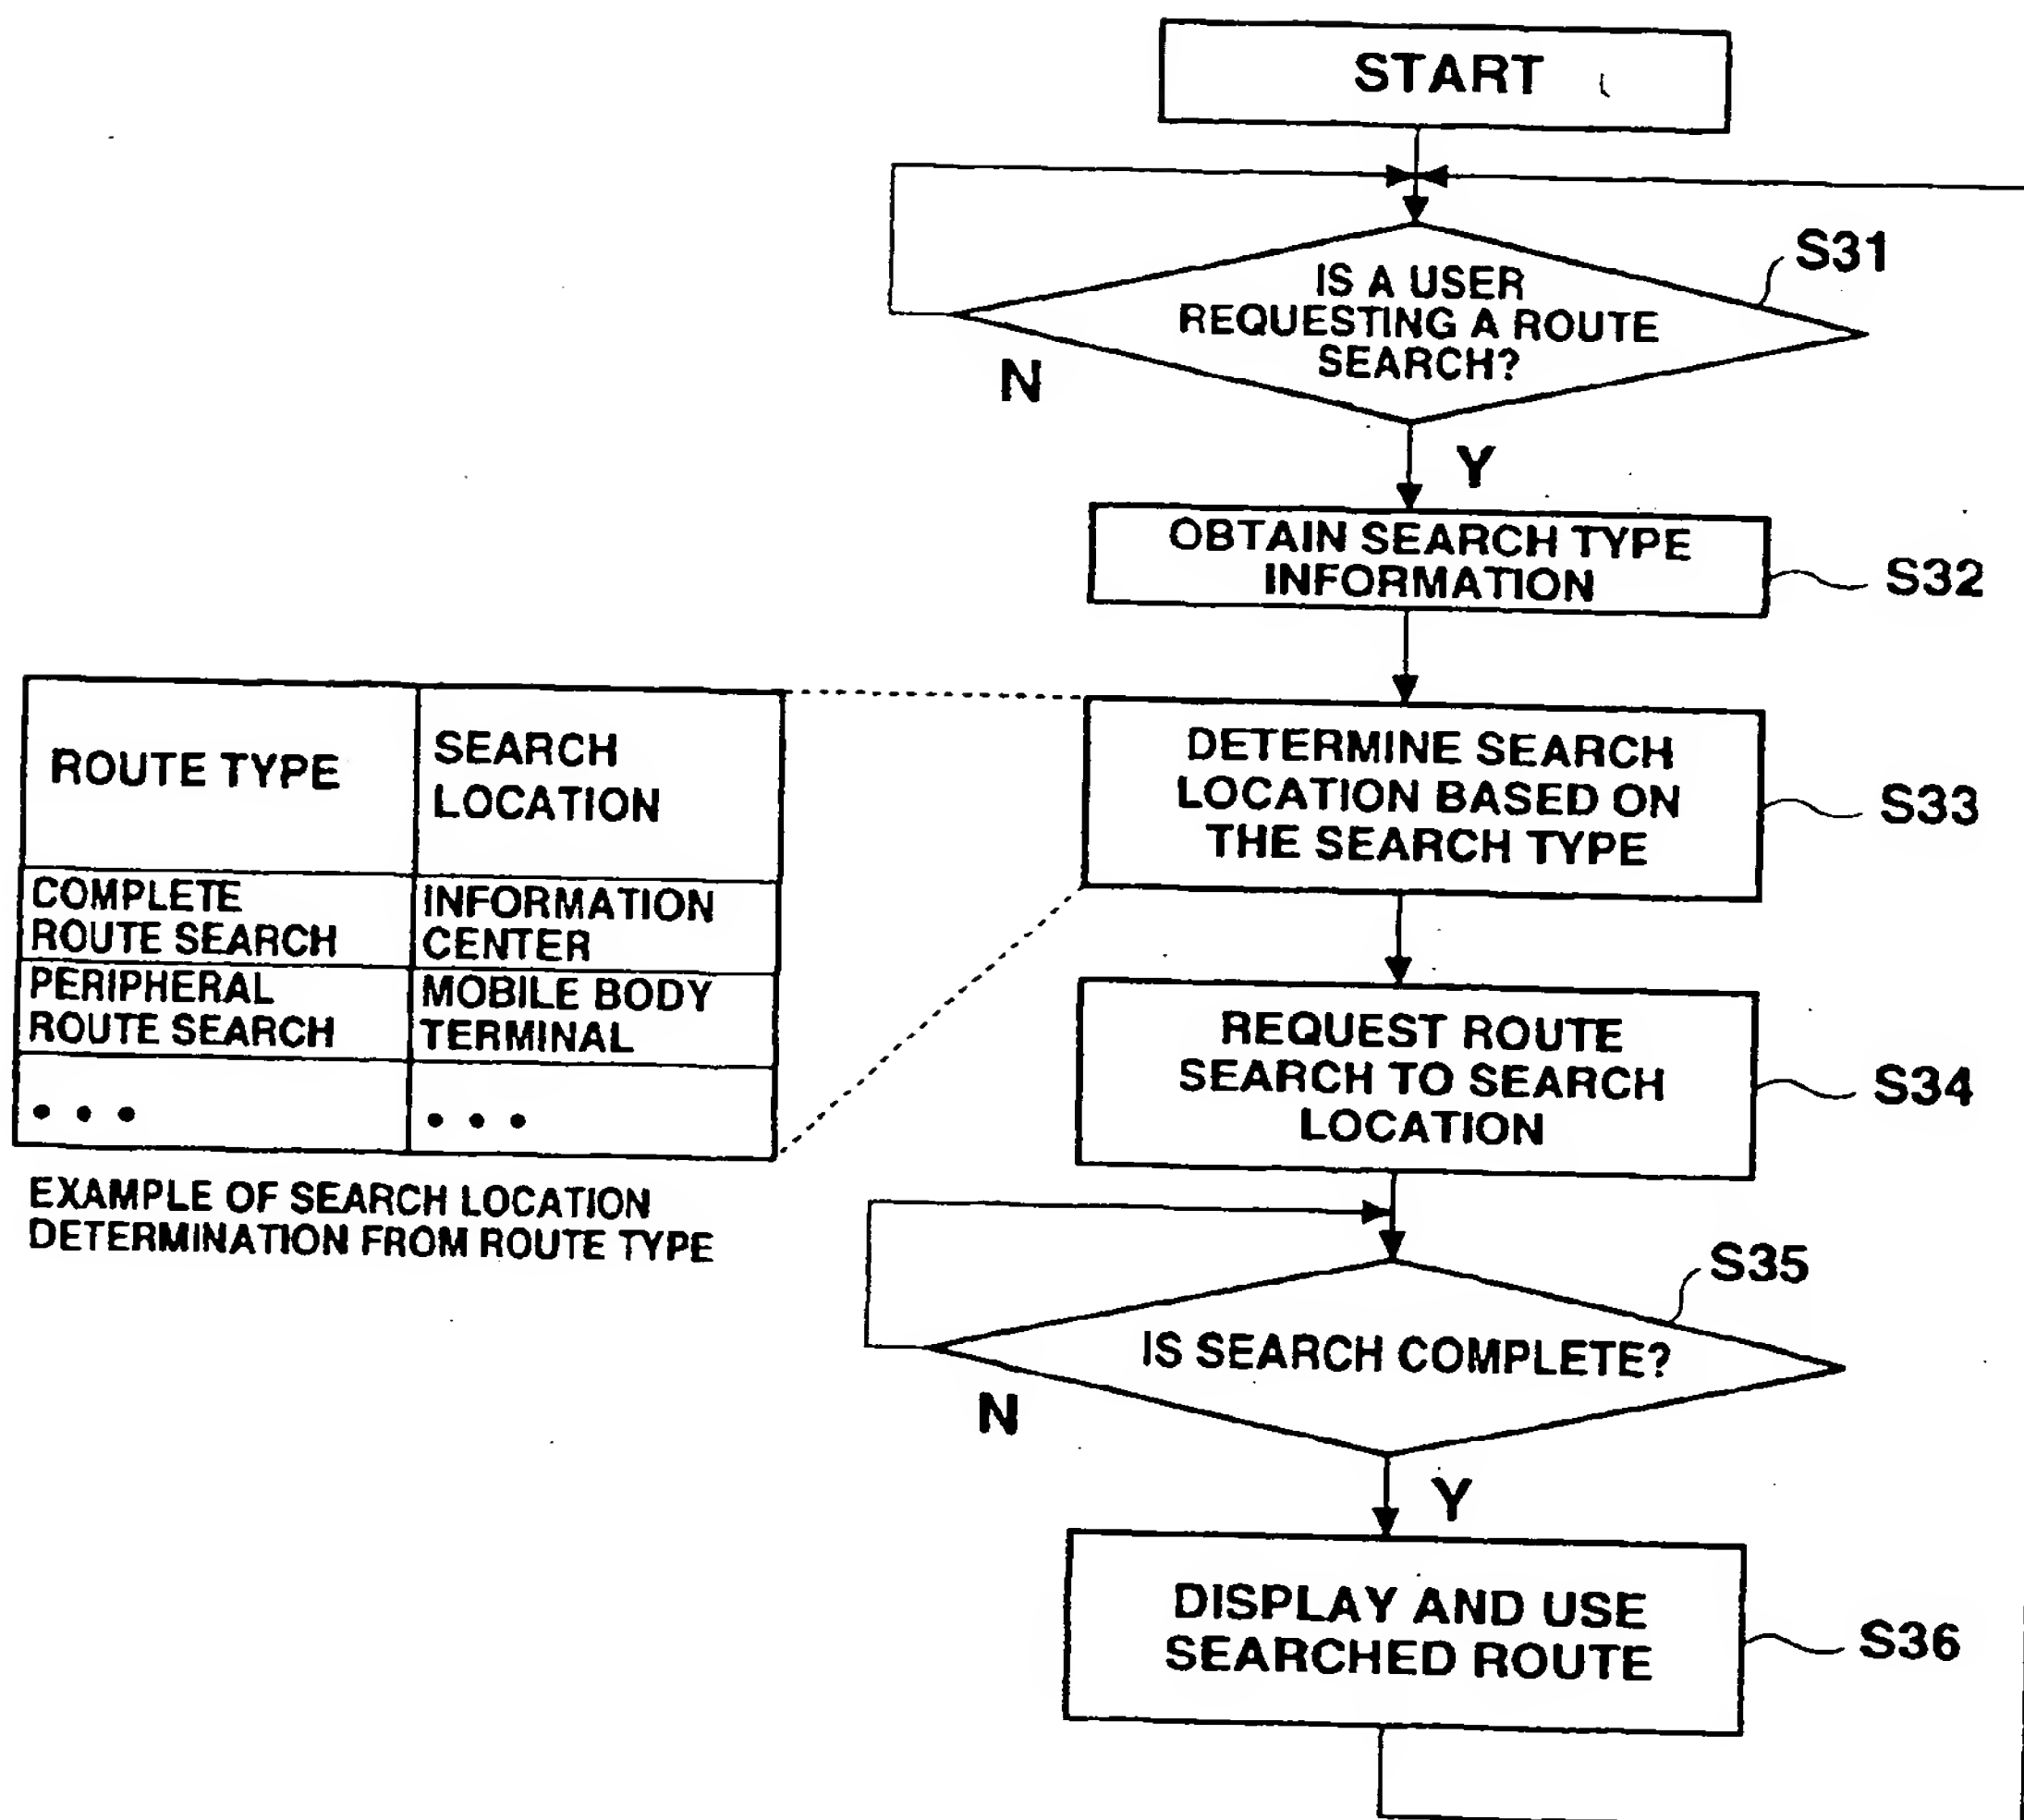 START
S31
IS A USER
REQUESTING A ROUTE
SEARCH?
N
Y
OBTAIN SEARCH TYPE
INFORMATION
S32
DETERMINE SEARCH
LOCATION BASED ON
THE SEARCH TYPE
S33
ROUTE TYPE
SEARCH
LOCATION
COMPLETE
ROUTE SEARCH
INFORMATION
CENTER
PERIPHERAL
ROUTE SEARCH
MOBILE BODY
TERMINAL
• • •
• • •
EXAMPLE OF SEARCH LOCATION
DETERMINATION FROM ROUTE TYPE
REQUEST ROUTE
SEARCH TO SEARCH
LOCATION
S34
S35
IS SEARCH COMPLETE?
N
Y
DISPLAY AND USE
SEARCHED ROUTE
S36